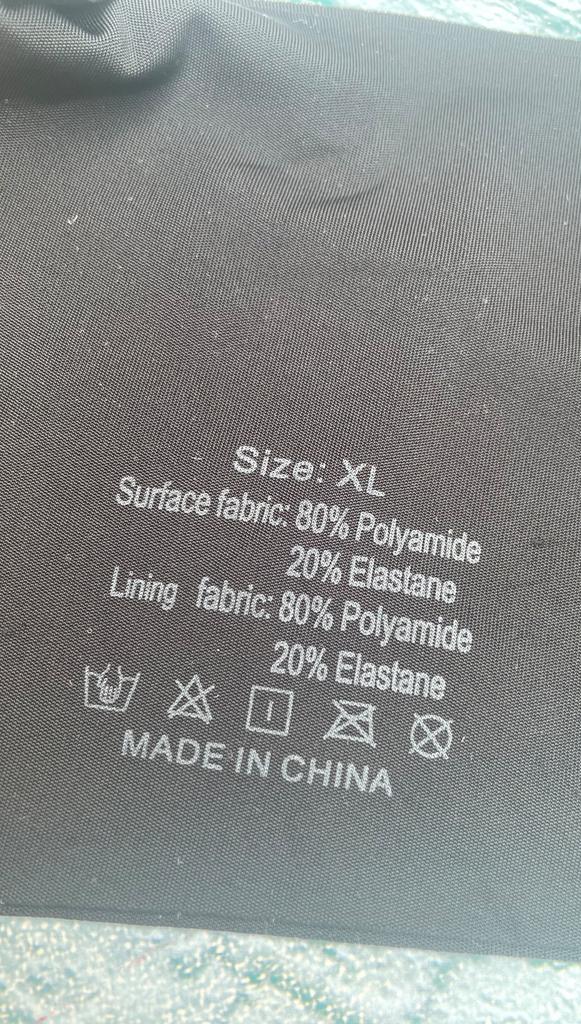 Size: XL
Surface fabric: 80% Polyamide
20% Elastane
Lining fabric: 80% Polyamide
20% Elastane
MADE IN CHINA